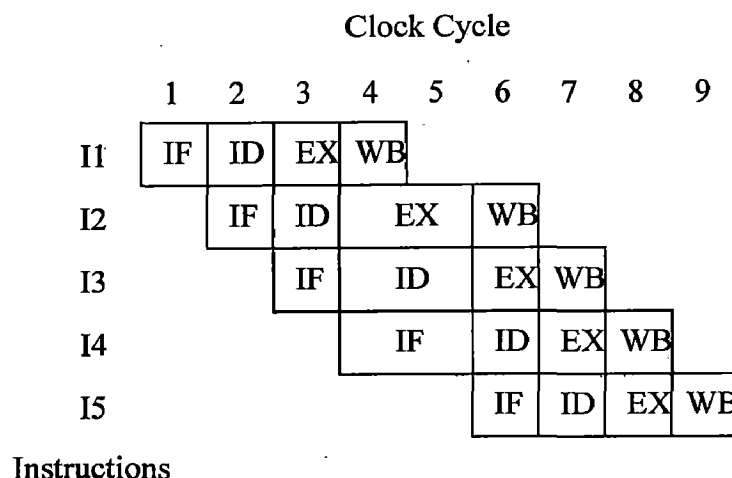 Clock Cycle
1 2 3 4 5 6 7 8 9
I1 IF ID EX WB
I2 IF ID EX WB
I3 IF ID EX WB
I4 IF ID EX WB
I5 IF ID EX WB
Instructions